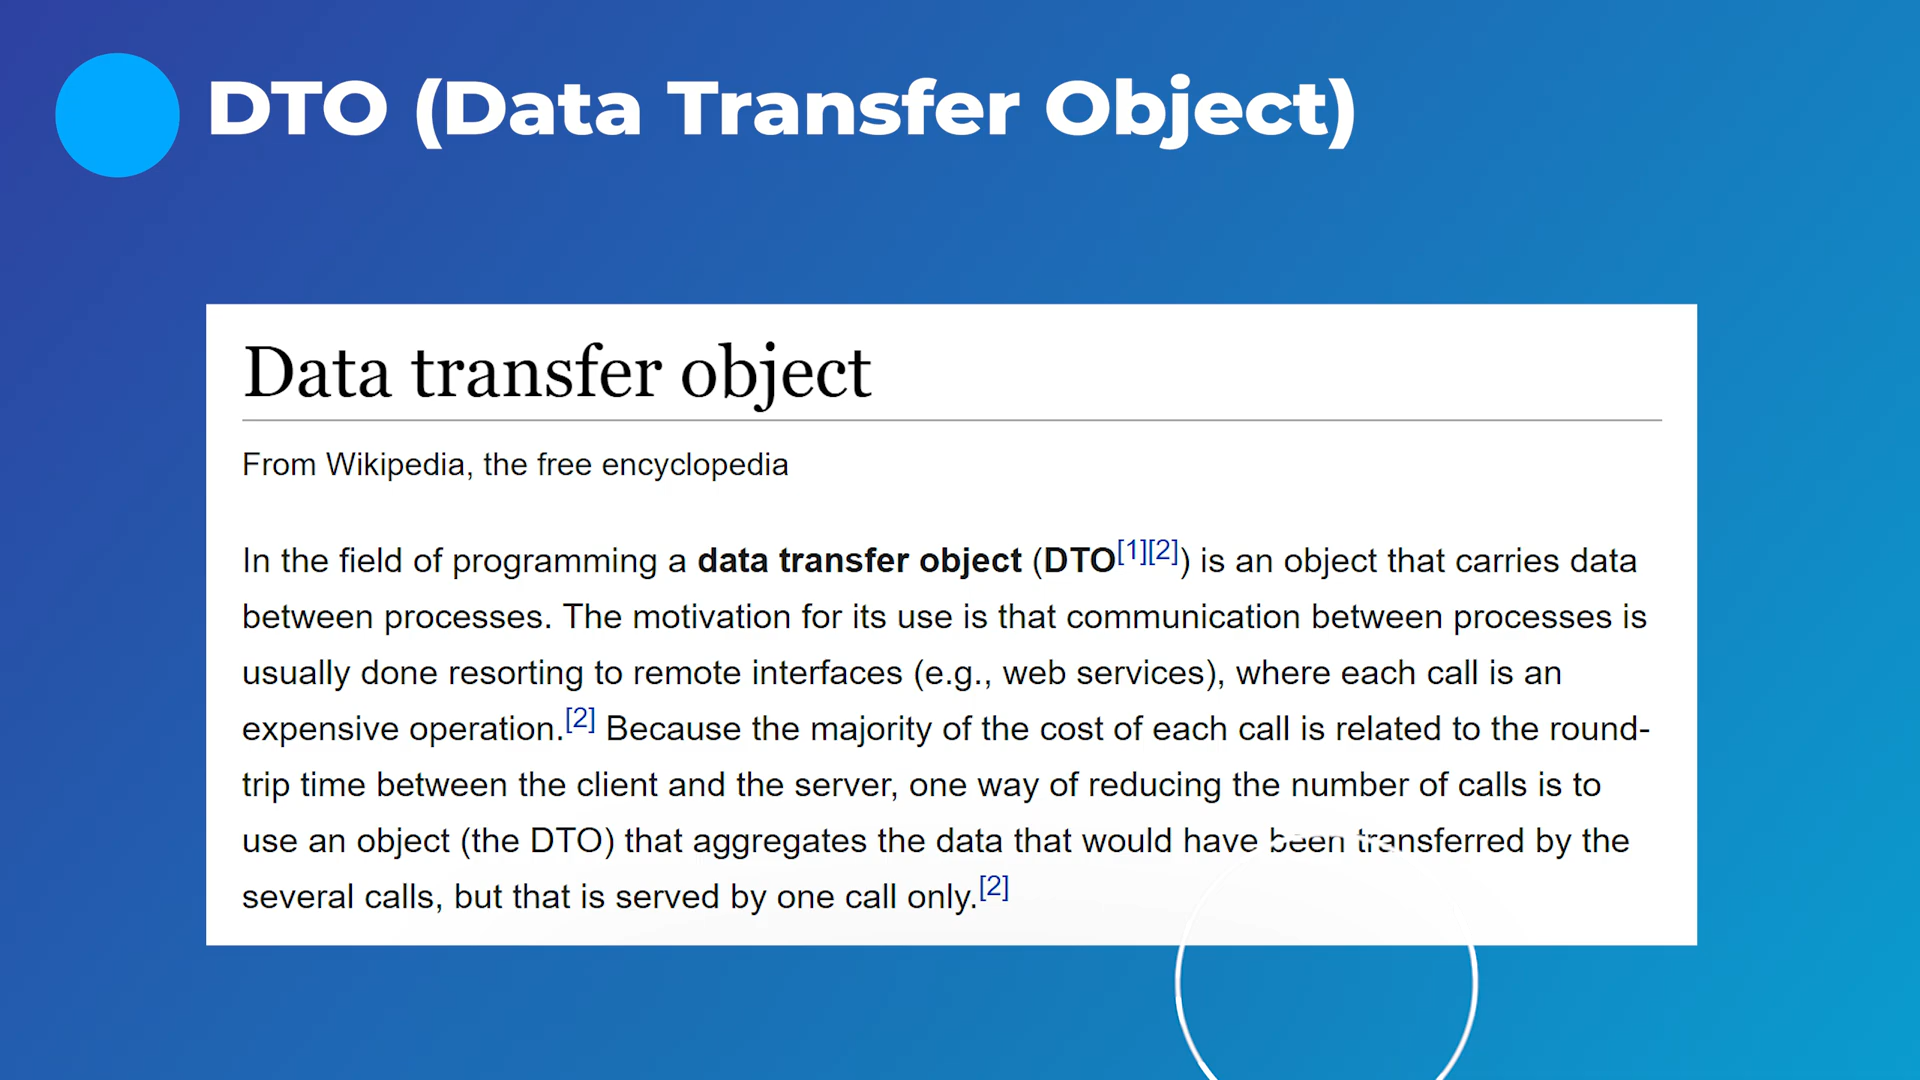 DTO (Data Transfer Object)
Data transfer object
From Wikipedia, the free encyclopedia
In the field of programming a data transfer object (DTO[1][2]) is an object that carries data
between processes. The motivation for its use is that communication between processes is
usually done resorting to remote interfaces (e.g., web services), where each call is an
expensive operation.[2] Because the majority of the cost of each call is related to the round-
trip time between the client and the server, one way of reducing the number of calls is to
use an object (the DTO) that aggregates the data that would have been transferred by the
several calls, but that is served by one call only.[2]